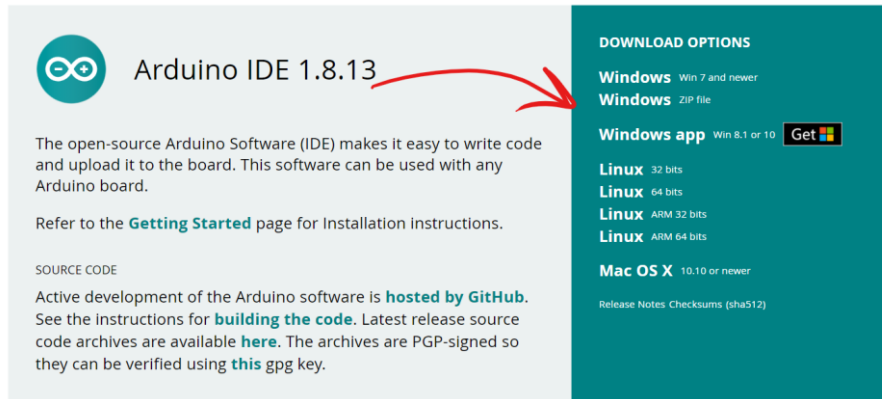 Arduino IDE 1.8.13
The open-source Arduino Software (IDE) makes it easy to write code
and upload it to the board. This software can be used with any
Arduino board.
Refer to the Getting Started page for Installation instructions.
SOURCE CODE
Active development of the Arduino software is hosted by GitHub.
See the instructions for building the code. Latest release source
code archives are available here. The archives are PGP-signed so
they can be verified using this gpg key.
DOWNLOAD OPTIONS
Windows Win 7 and newer
Windows ZIP file
Windows app Win 8.1 or 10 Get
Linux 32 bits
Linux 64 bits
Linux ARM 32 bits
Linux ARM 64 bits
Mac OS X 10.10 or newer
Release Notes Checksums (sha512)